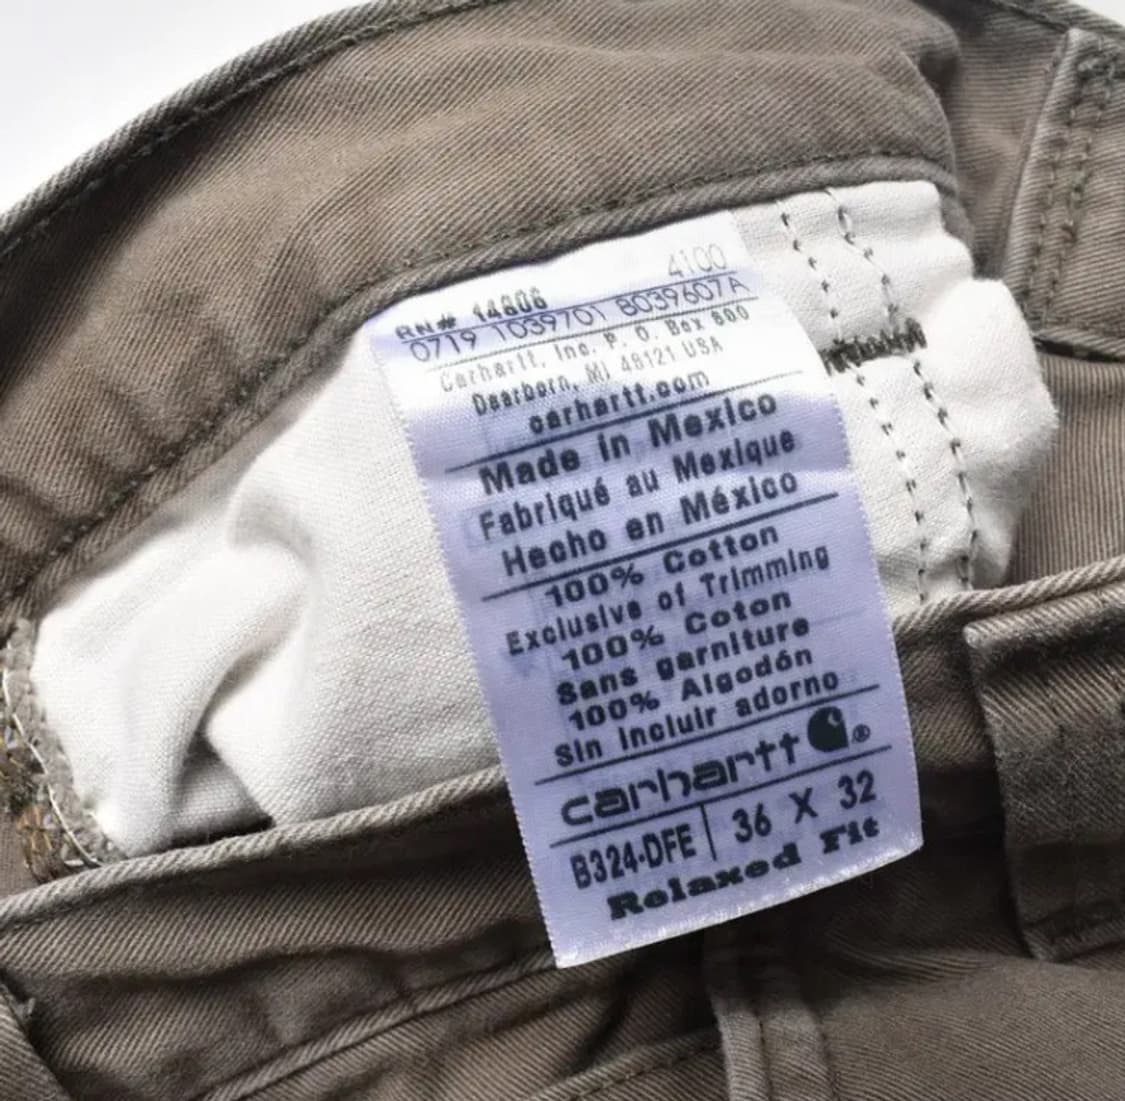 4100
RN# 14806
0719 1039701 8039607A
Carhartt, Inc. P. O. Box 600
Dearborn, MI 48121 USA
carhartt.com
Made in Mexico
Fabriqué au Mexique
Hecho en México
100% Cotton
Exclusive of Trimming
100% Coton
Sans garniture
100% Algodón
Sin incluir adorno
carhartt ®
B324-DFE | 36 X 32
Relaxed Fit